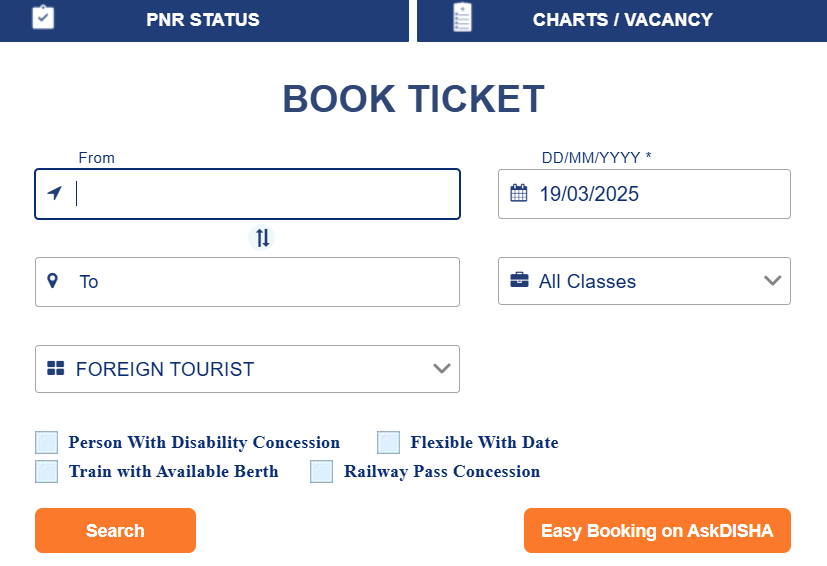 PNR STATUS
CHARTS / VACANCY
BOOK TICKET
From
DD/MM/YYYY *
19/03/2025
To
All Classes
FOREIGN TOURIST
Person With Disability Concession
Flexible With Date
Train with Available Berth
Railway Pass Concession
Search
Easy Booking on AskDISHA